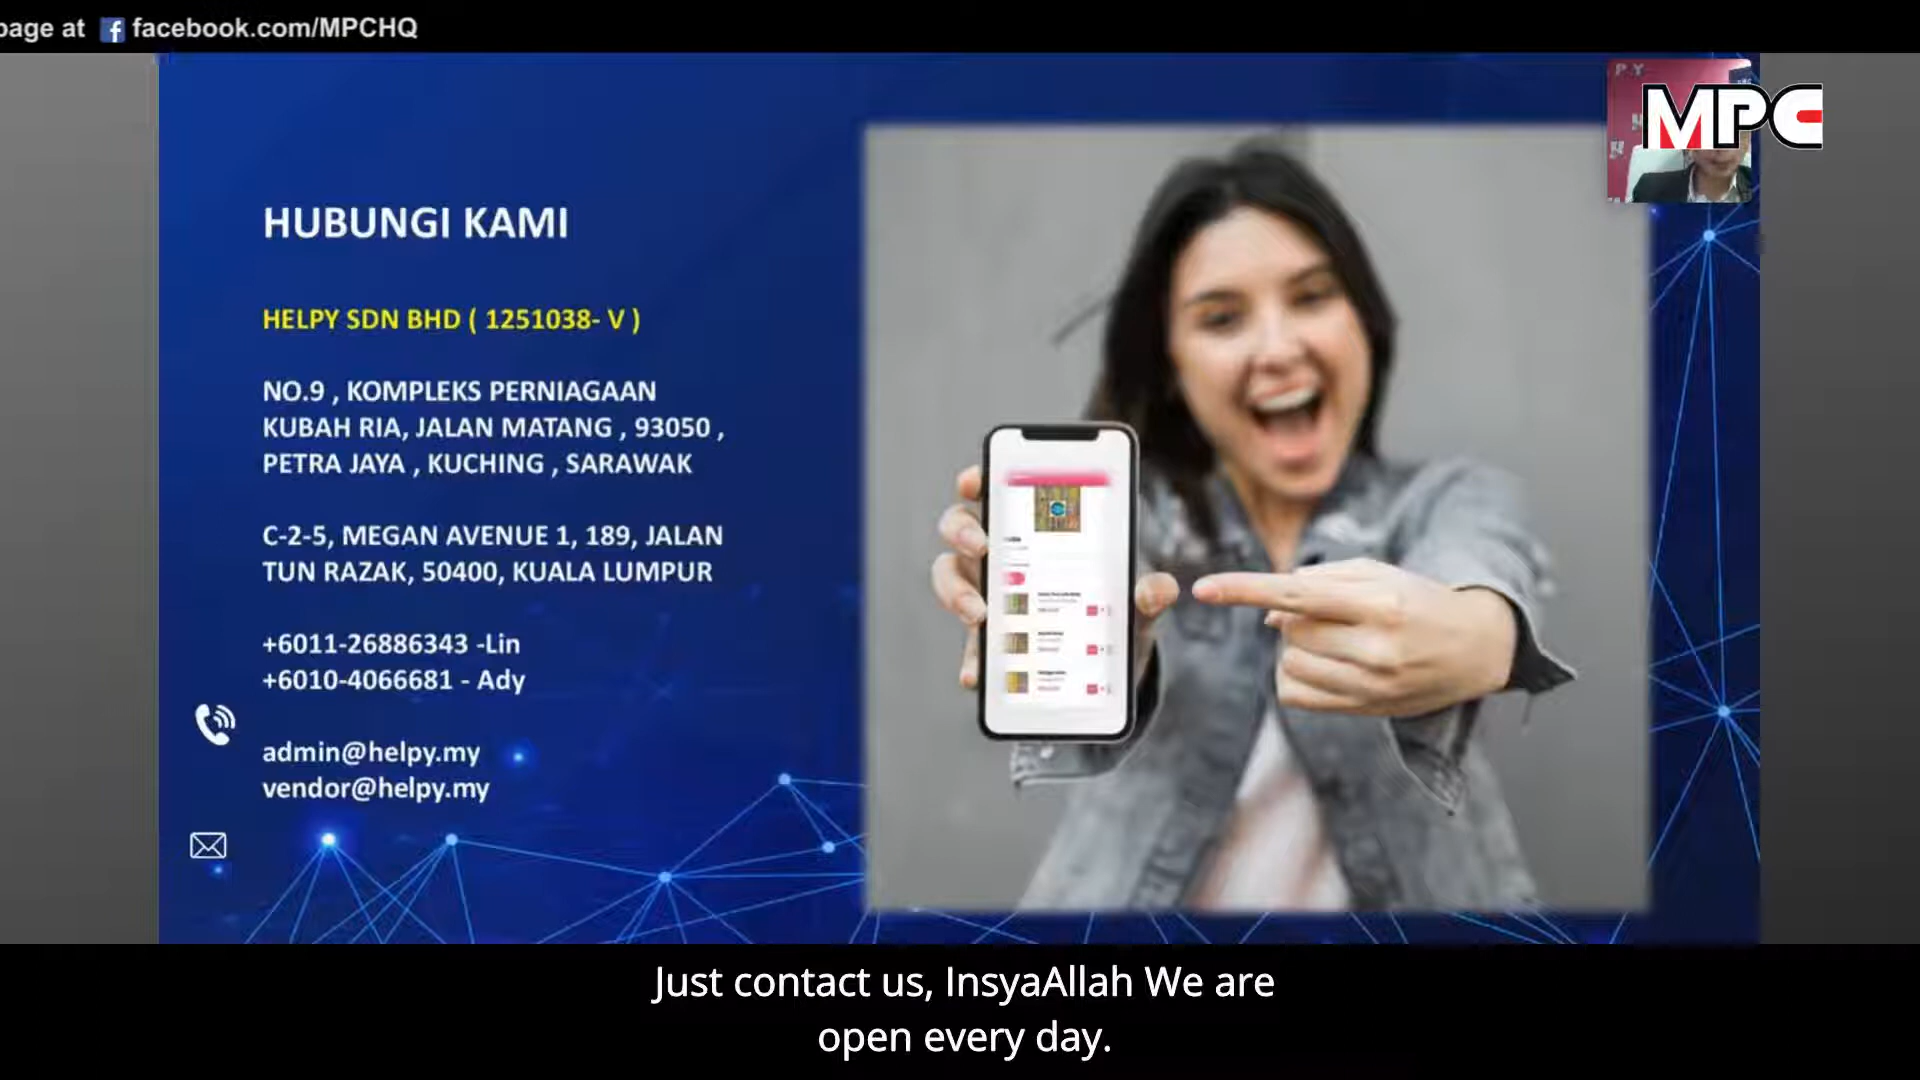 page at facebook.com/MPCHQ
MPC
HUBUNGI KAMI
HELPY SDN BHD ( 1251038- V )
NO.9 , KOMPLEKS PERNIAGAAN
KUBAH RIA, JALAN MATANG , 93050 ,
PETRA JAYA , KUCHING , SARAWAK
C-2-5, MEGAN AVENUE 1, 189, JALAN
TUN RAZAK, 50400, KUALA LUMPUR
+6011-26886343 -Lin
+6010-4066681 - Ady
admin@helpy.my
vendor@helpy.my
Just contact us, InsyaAllah We are
open every day.